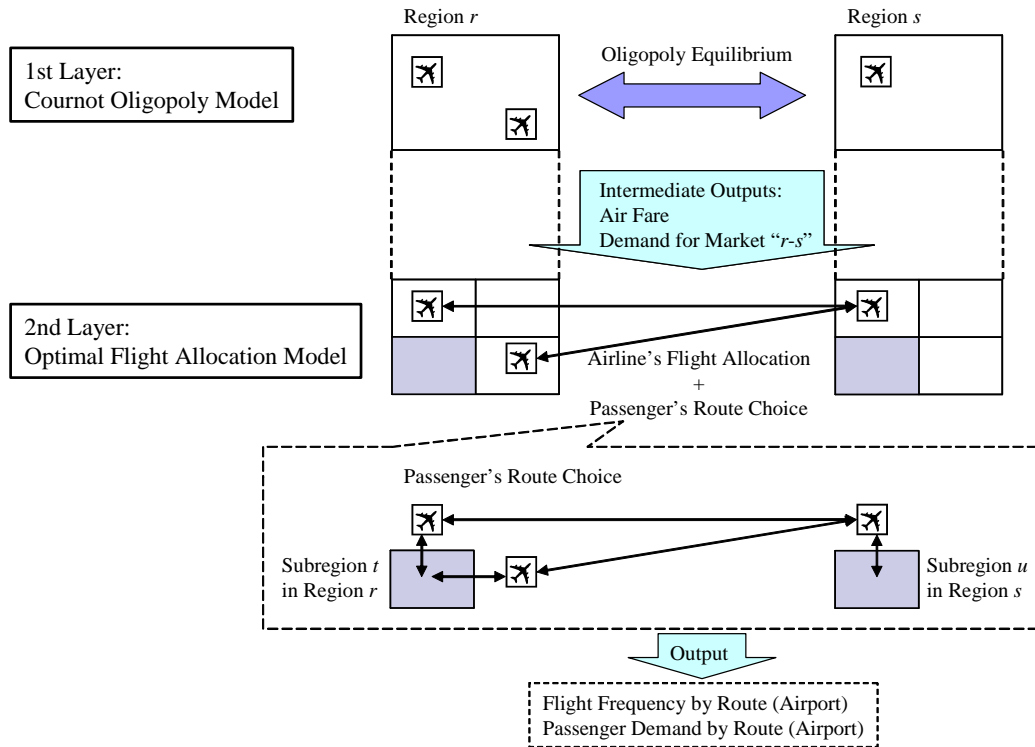 Region r
Region s
1st Layer:
Cournot Oligopoly Model
Oligopoly Equilibrium
Intermediate Outputs:
Air Fare
Demand for Market “r-s”
2nd Layer:
Optimal Flight Allocation Model
Airline’s Flight Allocation
+
Passenger’s Route Choice
Passenger’s Route Choice
Subregion t
in Region r
Subregion u
in Region s
Output
Flight Frequency by Route (Airport)
Passenger Demand by Route (Airport)